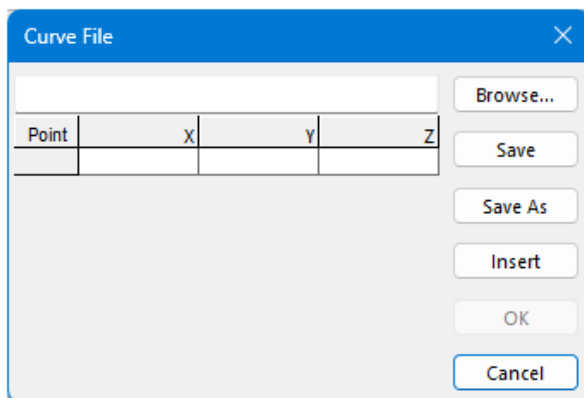 Curve File
Browse...
Point X Y Z
Save
Save As
Insert
OK
Cancel